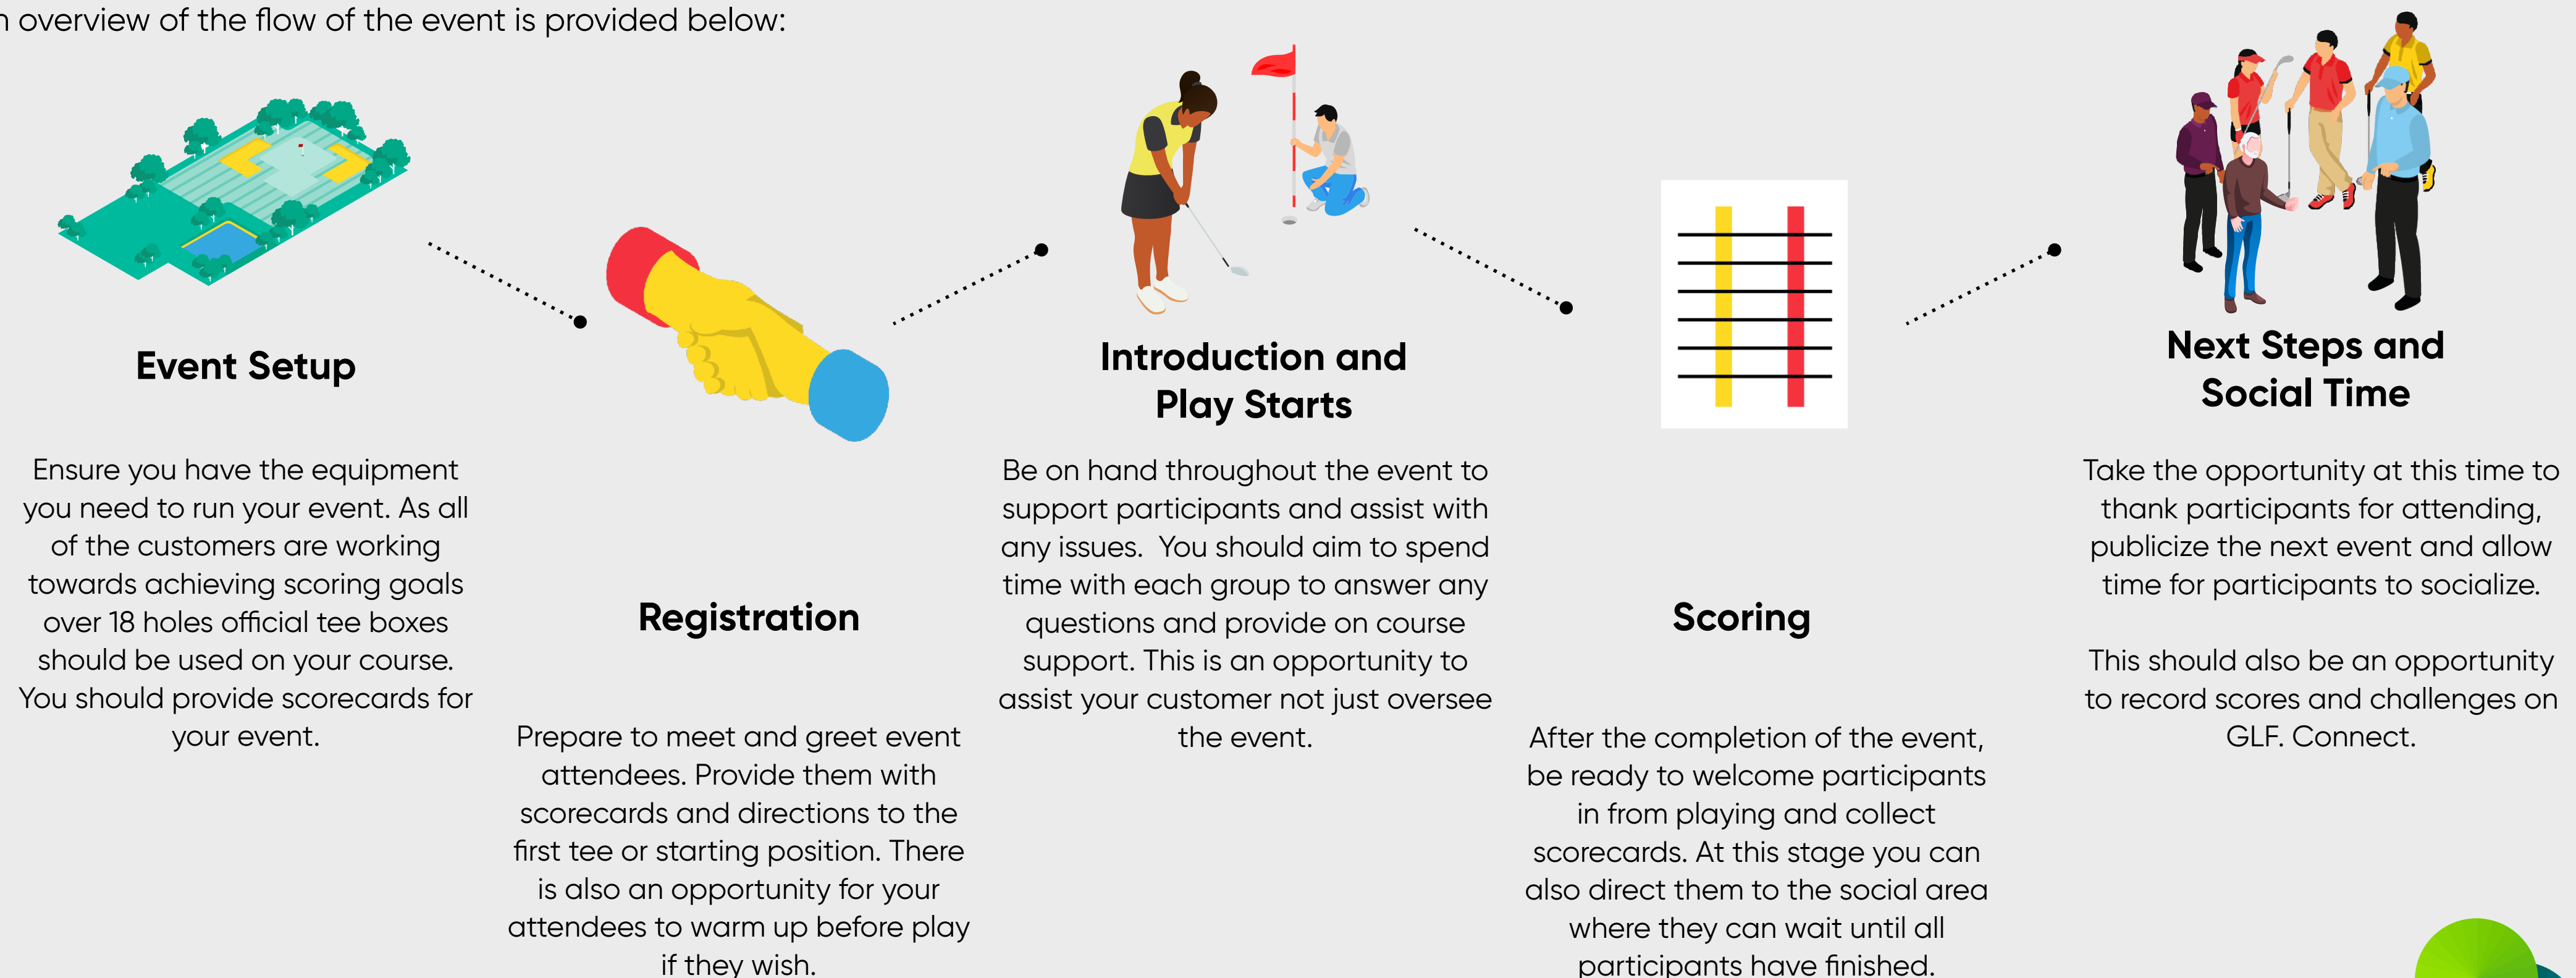 overview of the flow of the event is provided below:
Event Setup
Ensure you have the equipment
you need to run your event. As all
of the customers are working
towards achieving scoring goals
over 18 holes official tee boxes
should be used on your course.
You should provide scorecards for
your event.
Registration
Prepare to meet and greet event
attendees. Provide them with
scorecards and directions to the
first tee or starting position. There
is also an opportunity for your
attendees to warm up before play
if they wish.
Introduction and
Play Starts
Be on hand throughout the event to
support participants and assist with
any issues.  You should aim to spend
time with each group to answer any
questions and provide on course
support. This is an opportunity to
assist your customer not just oversee
the event.
Scoring
After the completion of the event,
be ready to welcome participants
in from playing and collect
scorecards. At this stage you can
also direct them to the social area
where they can wait until all
participants have finished.
Next Steps and
Social Time
Take the opportunity at this time to
thank participants for attending,
publicize the next event and allow
time for participants to socialize.
This should also be an opportunity
to record scores and challenges on
GLF. Connect.